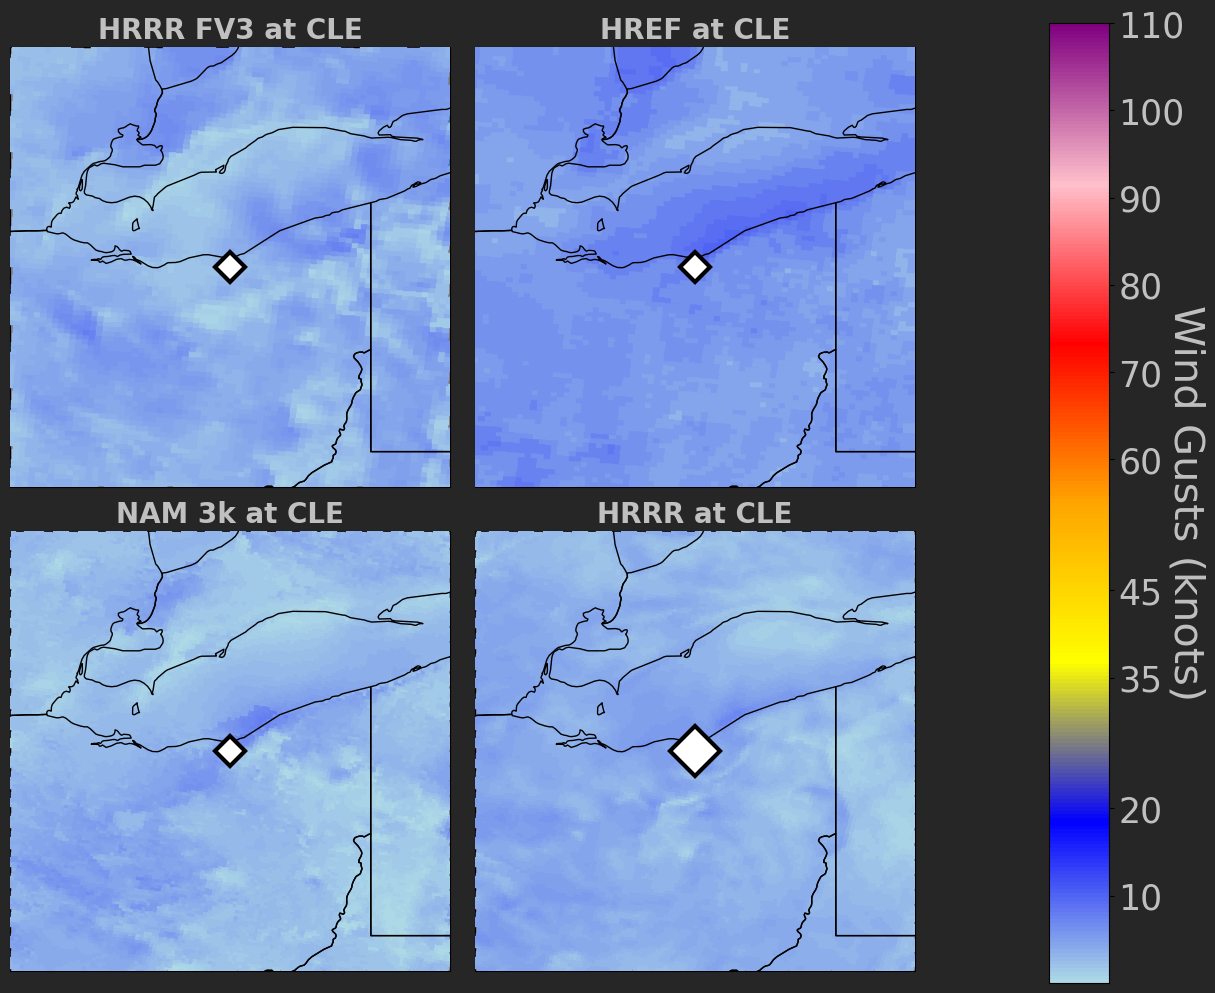 HRRR FV3 at CLE
HREF at CLE
NAM 3k at CLE
HRRR at CLE
110
100
90
80
70
60
45
35
20
10
Wind Gusts (knots)